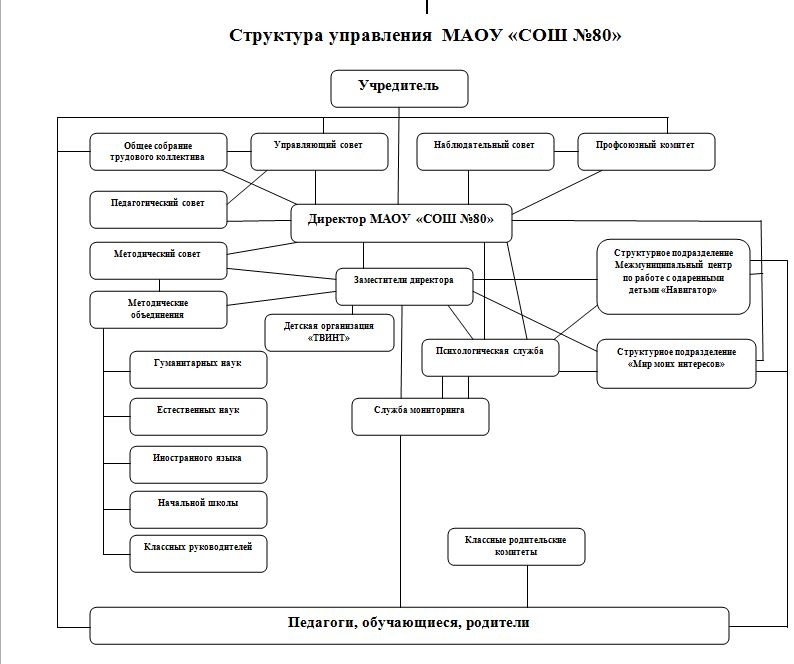 Структура управления МАОУ «СОШ №80»
Учредитель
Общее собрание
трудового коллектива
Управляющий совет
Наблюдательный совет
Профсоюзный комитет
Педагогический совет
Директор МАОУ «СОШ №80»
Методический совет
Заместители директора
Структурное подразделение
Межмуниципальный центр
по работе с одаренными
детьми «Навигатор»
Методические
объединения
Детская организация
«ТВИНТ»
Психологическая служба
Структурное подразделение
«Мир моих интересов»
Гуманитарных наук
Естественных наук
Служба мониторинга
Иностранного языка
Начальной школы
Классных руководителей
Классные родительские
комитеты
Педагоги, обучающиеся, родители